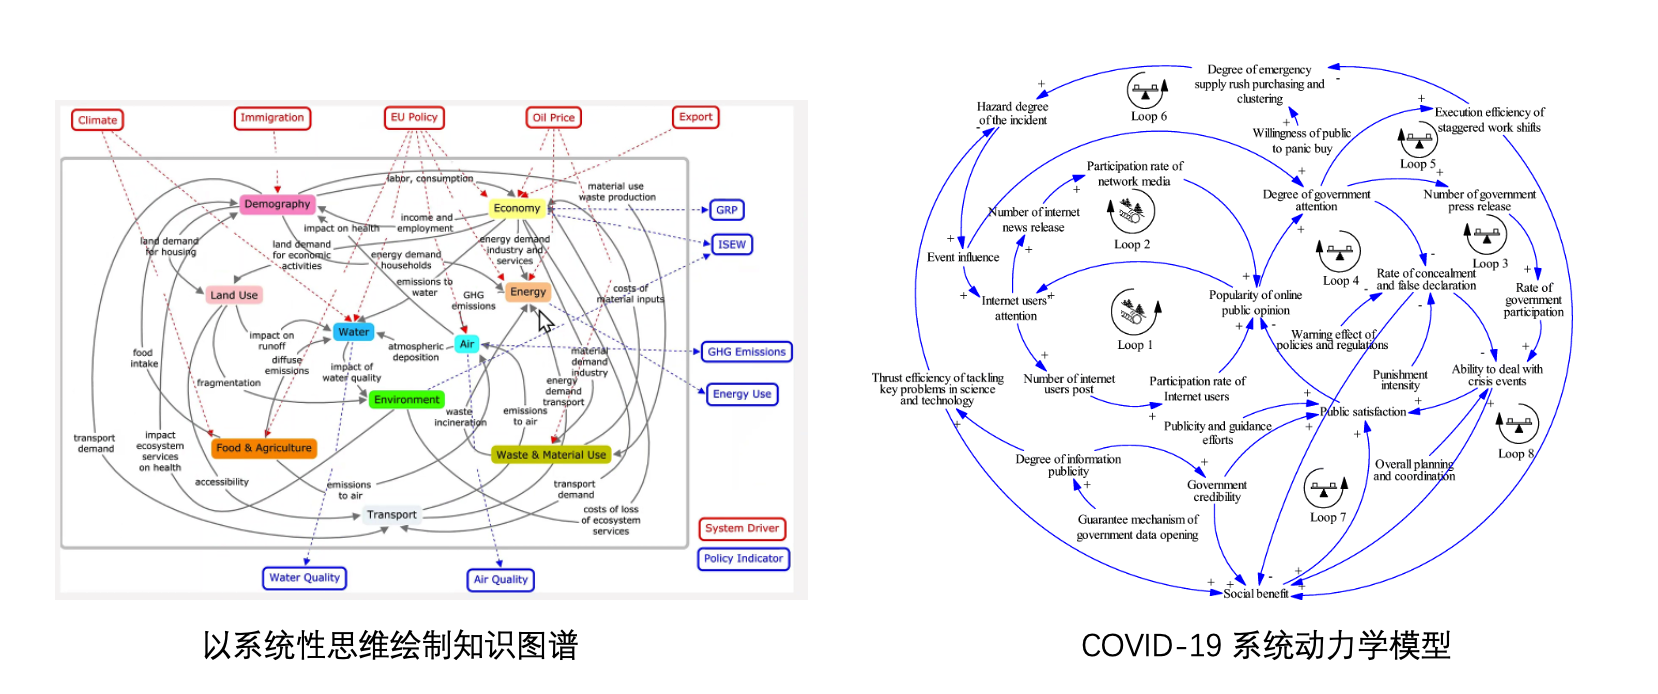 Climate
Immigration
EU Policy
Oil Price
Export
labor, consumption
material use
waste production
Demography
Economy
GRP
income and
employment
impact on health
ISEW
land demand
for housing
land demand
for economic
activities
energy demand
households
energy demand
industry and
services
emissions to
water
GHG
emissions
Land Use
Energy
costs of
material inputs
Water
Air
impact on
runoff
atmospheric
deposition
GHG Emissions
food
intake
diffuse
emissions
impact of
water quality
material
demand
industry
fragmentation
Environment
energy
demand
transport
Energy Use
waste
incineration
emissions
to air
transport
demand
impact
ecosystem
services
on health
Food & Agriculture
Waste & Material Use
accessibility
emissions
to air
transport
demand
Transport
costs of loss
of ecosystem
services
System Driver
Policy Indicator
Water Quality
Air Quality
以系统性思维绘制知识图谱
Degree of emergency
supply rush purchasing and
clustering
Hazard degree
of the incident
Loop 6
Execution efficiency of
staggered work shifts
Willingness of public
to panic buy
Loop 5
Participation rate of
network media
Degree of government
attention
Number of government
press release
Number of internet
news release
Loop 2
Loop 3
Event influence
Loop 4
Rate of concealment
and false declaration
Internet users'
attention
Popularity of online
public opinion
Rate of
government
participation
Loop 1
Warning effect of
policies and regulations
Thrust efficiency of tackling
key problems in science
and technology
Number of internet
users post
Participation rate of
Internet users
Punishment
intensity
Ability to deal with
crisis events
Public satisfaction
Publicity and guidance
efforts
Loop 8
Degree of information
publicity
Government
credibility
Overall planning
and coordination
Loop 7
Guarantee mechanism of
government data opening
Social benefit
COVID-19 系统动力学模型